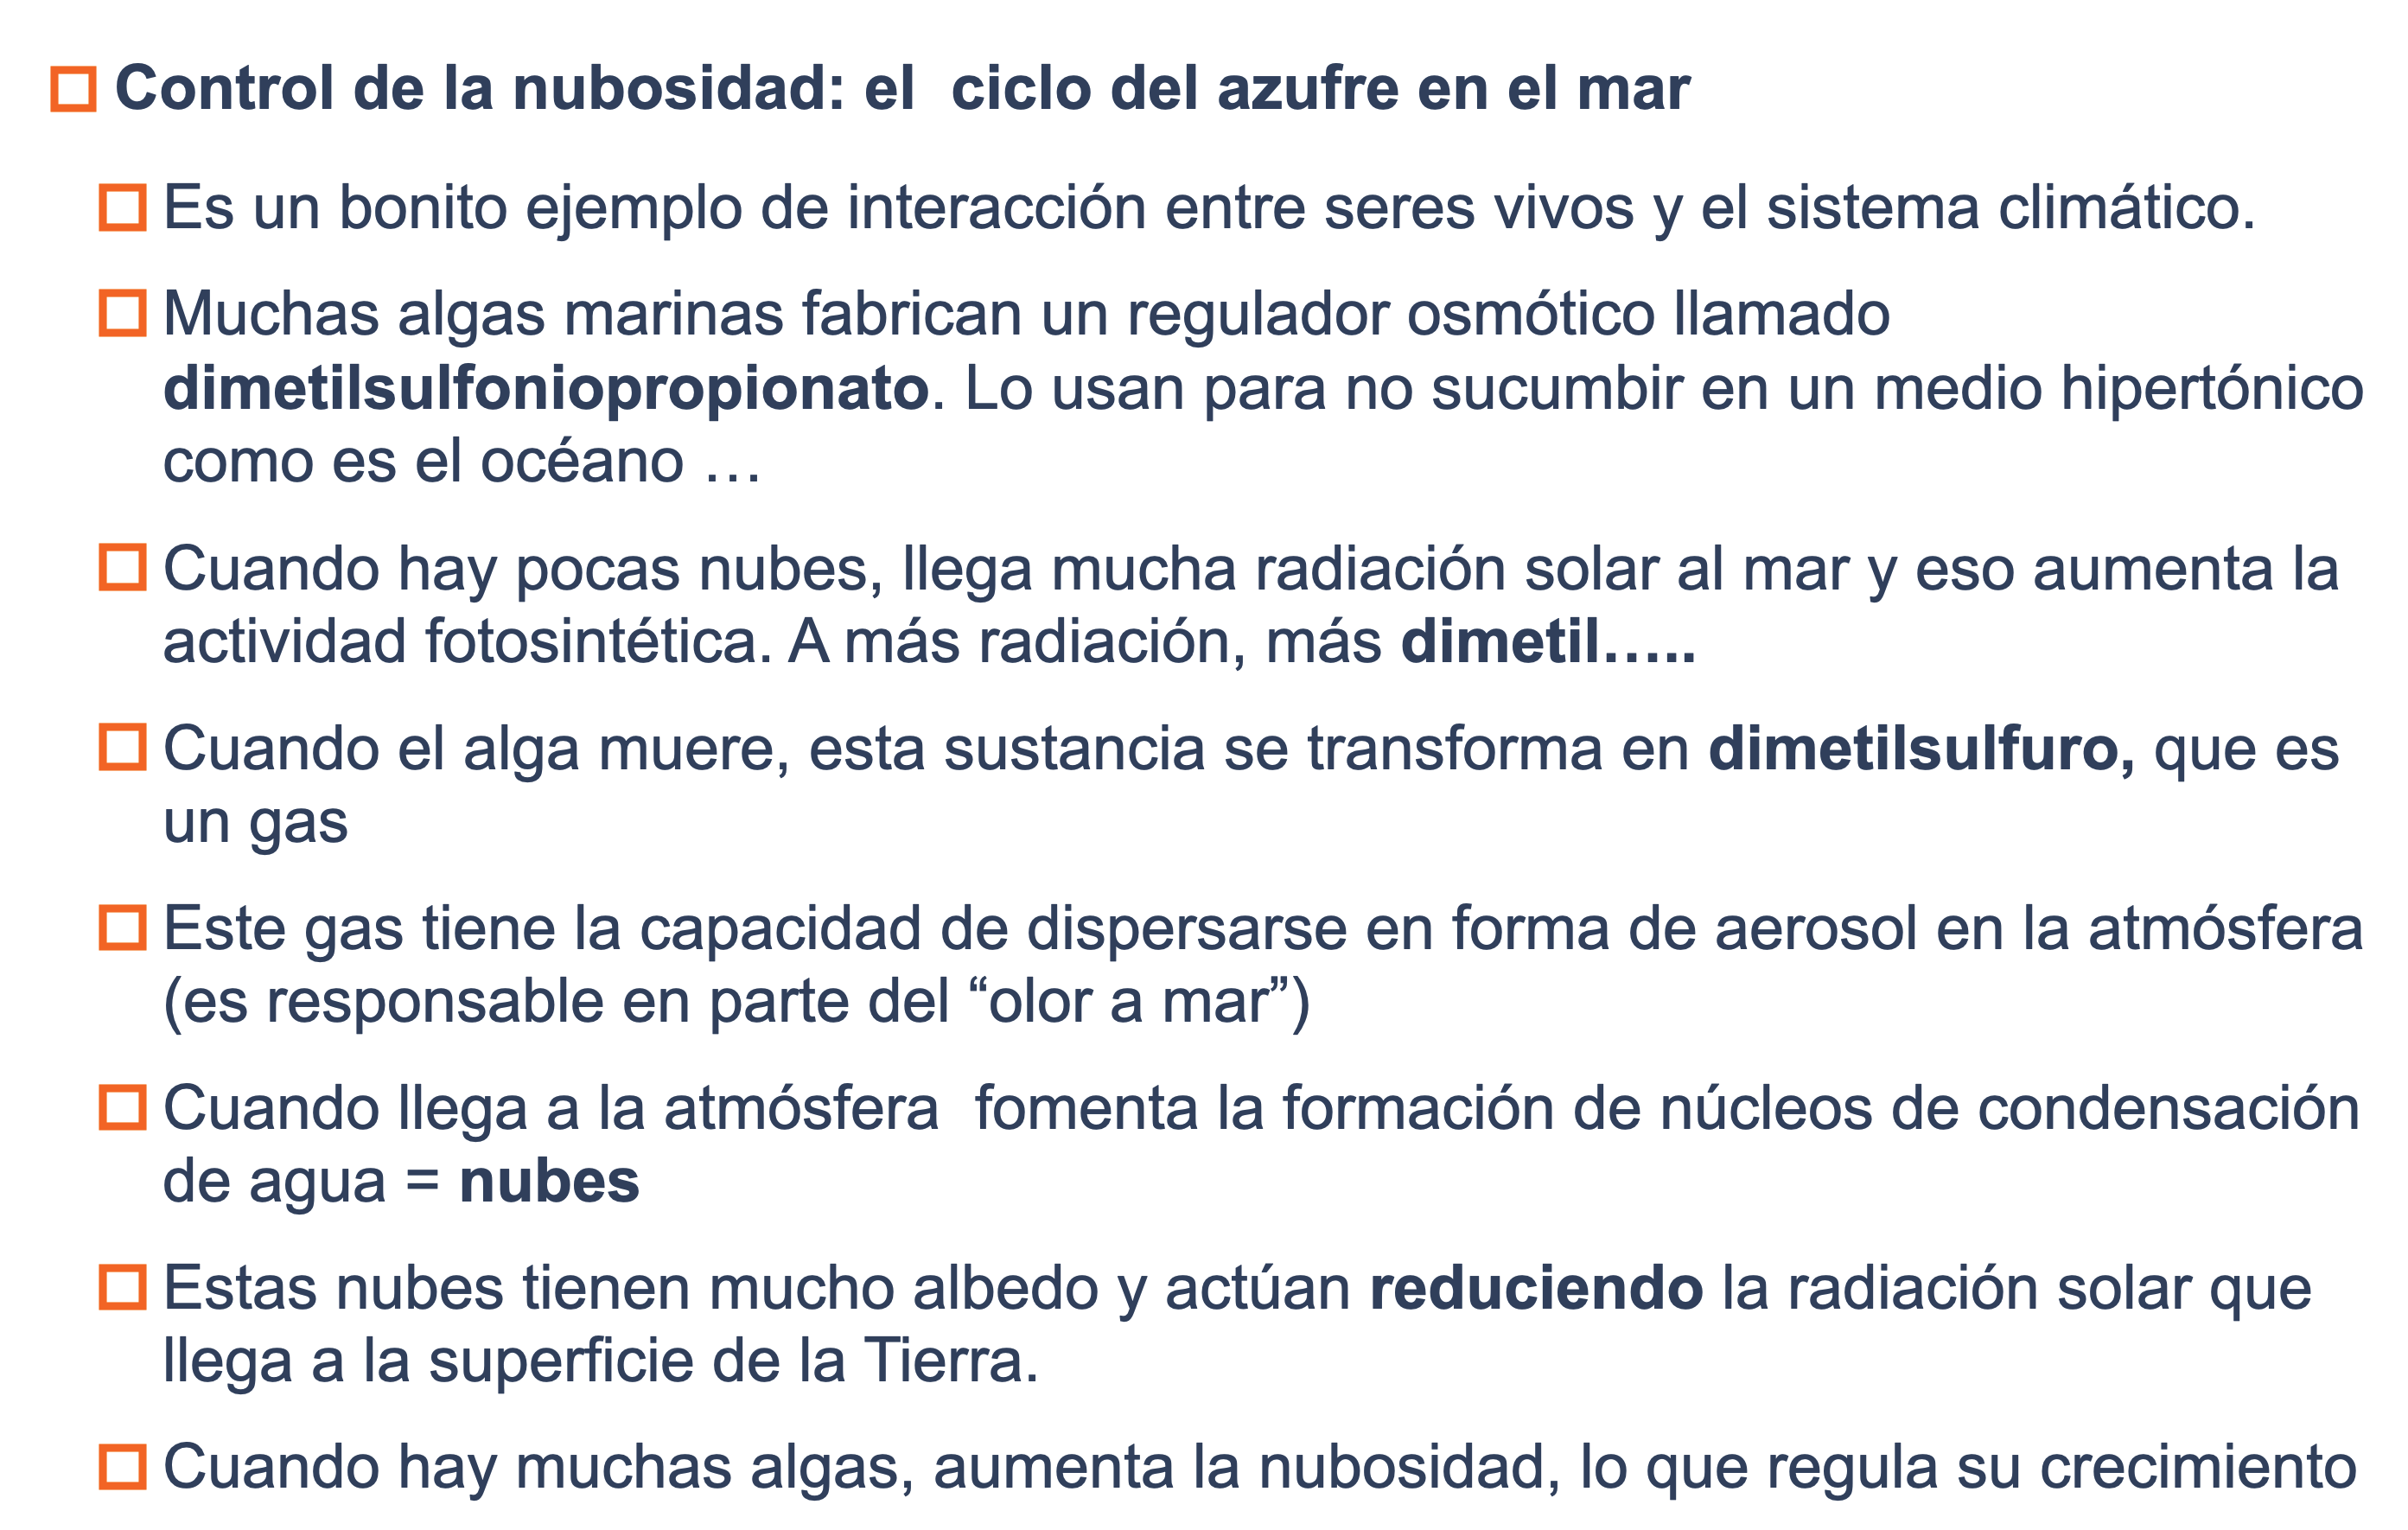 Control de la nubosidad: el  ciclo del azufre en el mar
Es un bonito ejemplo de interacción entre seres vivos y el sistema climático.
Muchas algas marinas fabrican un regulador osmótico llamado
dimetilsulfoniopropionato. Lo usan para no sucumbir en un medio hipertónico
como es el océano …
Cuando hay pocas nubes, llega mucha radiación solar al mar y eso aumenta la
actividad fotosintética. A más radiación, más dimetil…..
Cuando el alga muere, esta sustancia se transforma en dimetilsulfuro, que es
un gas
Este gas tiene la capacidad de dispersarse en forma de aerosol en la atmósfera
(es responsable en parte del “olor a mar”)
Cuando llega a la atmósfera  fomenta la formación de núcleos de condensación
de agua = nubes
Estas nubes tienen mucho albedo y actúan reduciendo la radiación solar que
llega a la superficie de la Tierra.
Cuando hay muchas algas, aumenta la nubosidad, lo que regula su crecimiento